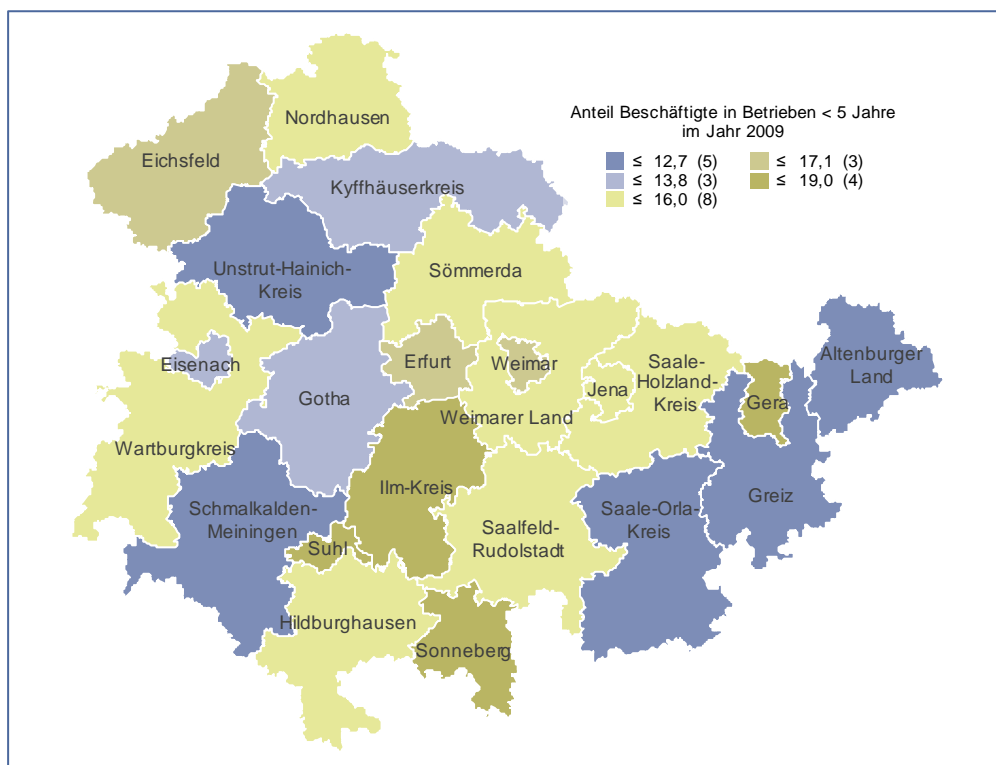 Anteil Beschäftigte in Betrieben < 5 Jahre
im Jahr 2009
≤ 12,7 (5)
≤ 13,8 (3)
≤ 16,0 (8)
≤ 17,1 (3)
≤ 19,0 (4)
Nordhausen
Eichsfeld
Kyffhäuserkreis
Unstrut-Hainich-
Kreis
Sömmerda
Eisenach
Erfurt
Weimar
Jena
Saale-
Holzland-
Kreis
Altenburger
Land
Gera
Gotha
Weimarer Land
Wartburgkreis
Ilm-Kreis
Greiz
Schmalkalden-
Meiningen
Saale-Orla-
Kreis
Suhl
Saalfeld-
Rudolstadt
Hildburghausen
Sonneberg